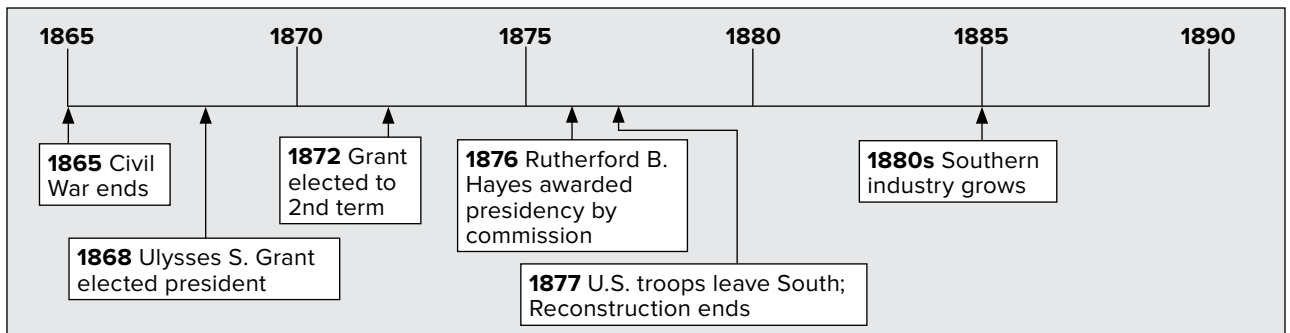 1865 1870 1875 1880 1885 1890
1865 Civil
War ends
1868 Ulysses S. Grant
elected president
1872 Grant
elected to
2nd term
1876 Rutherford B.
Hayes awarded
presidency by
commission
1877 U.S. troops leave South;
Reconstruction ends
1880s Southern
industry grows